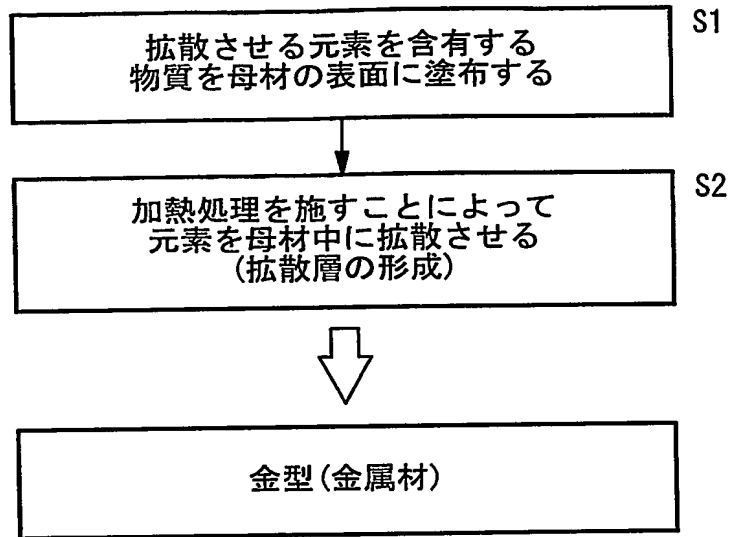 S1
拡散させる元素を含有する
物質を母材の表面に塗布する
S2
加熱処理を施すことによって
元素を母材中に拡散させる
(拡散層の形成)
金型(金属材)